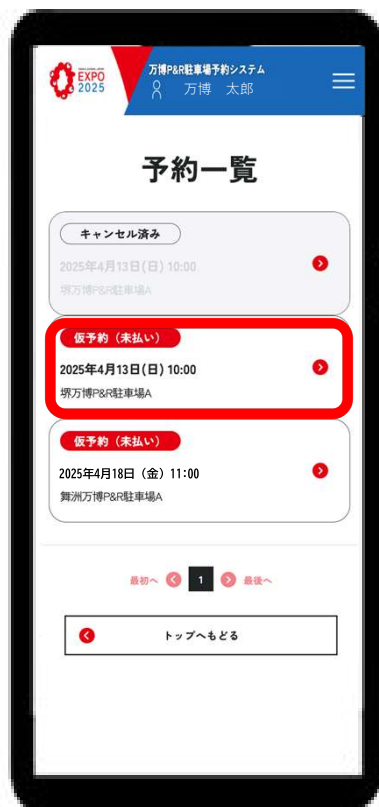 EXPO
2025
万博P&R駐車場予約システム
万博 太郎
予約一覧
キャンセル済み
2025年4月13日(日) 10:00
堺万博P&R駐車場A
仮予約（未払い）
2025年4月13日(日) 10:00
堺万博P&R駐車場A
仮予約（未払い）
2025年4月18日（金）11:00
舞洲万博P&R駐車場A
最初へ 1 最後へ
トップへもどる